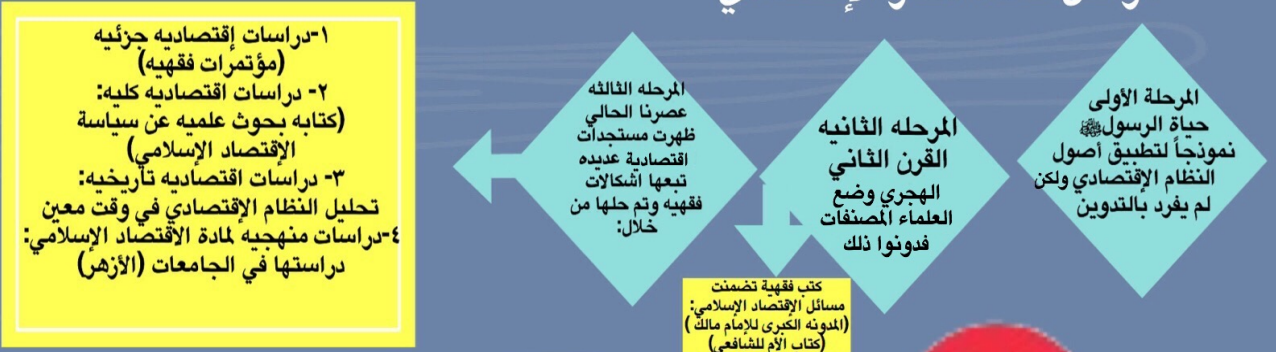 المرحلة الأولى
حياة الرسولﷺ
نموذجاً لتطبيق أصول
النظام الإقتصادي ولكن
لم يفرد بالتدوين
المرحله الثانيه
القرن الثاني
الهجري وضع
العلماء المصنفات
فدونوا ذلك
كتب فقهية تضمنت
مسائل الإقتصاد الإسلامي:
(المدونه الكبرى للإمام مالك )
(كتاب الأم للشافعي)
المرحله الثالثه
عصرنا الحالي
ظهرت مستجدات
اقتصادية عديده
تبعها اشكالات
فقهيه وتم حلها من
خلال:
١-دراسات إقتصاديه جزئيه
(مؤتمرات فقهيه)
٢- دراسات اقتصاديه كليه:
(كتابه بحوث علميه عن سياسة
الإقتصاد الإسلامي)
٣- دراسات اقتصاديه تاريخيه:
تحليل النظام الإقتصادي في وقت معين
٤-دراسات منهجيه لمادة الاقتصاد الإسلامي:
دراستها في الجامعات (الأزهر)